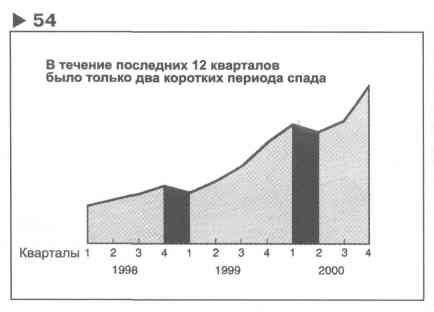 ▶ 54
В течение последних 12 кварталов
было только два коротких периода спада
Кварталы 1 2 3 4 1 2 3 4 1 2 3 4
1998 1999 2000